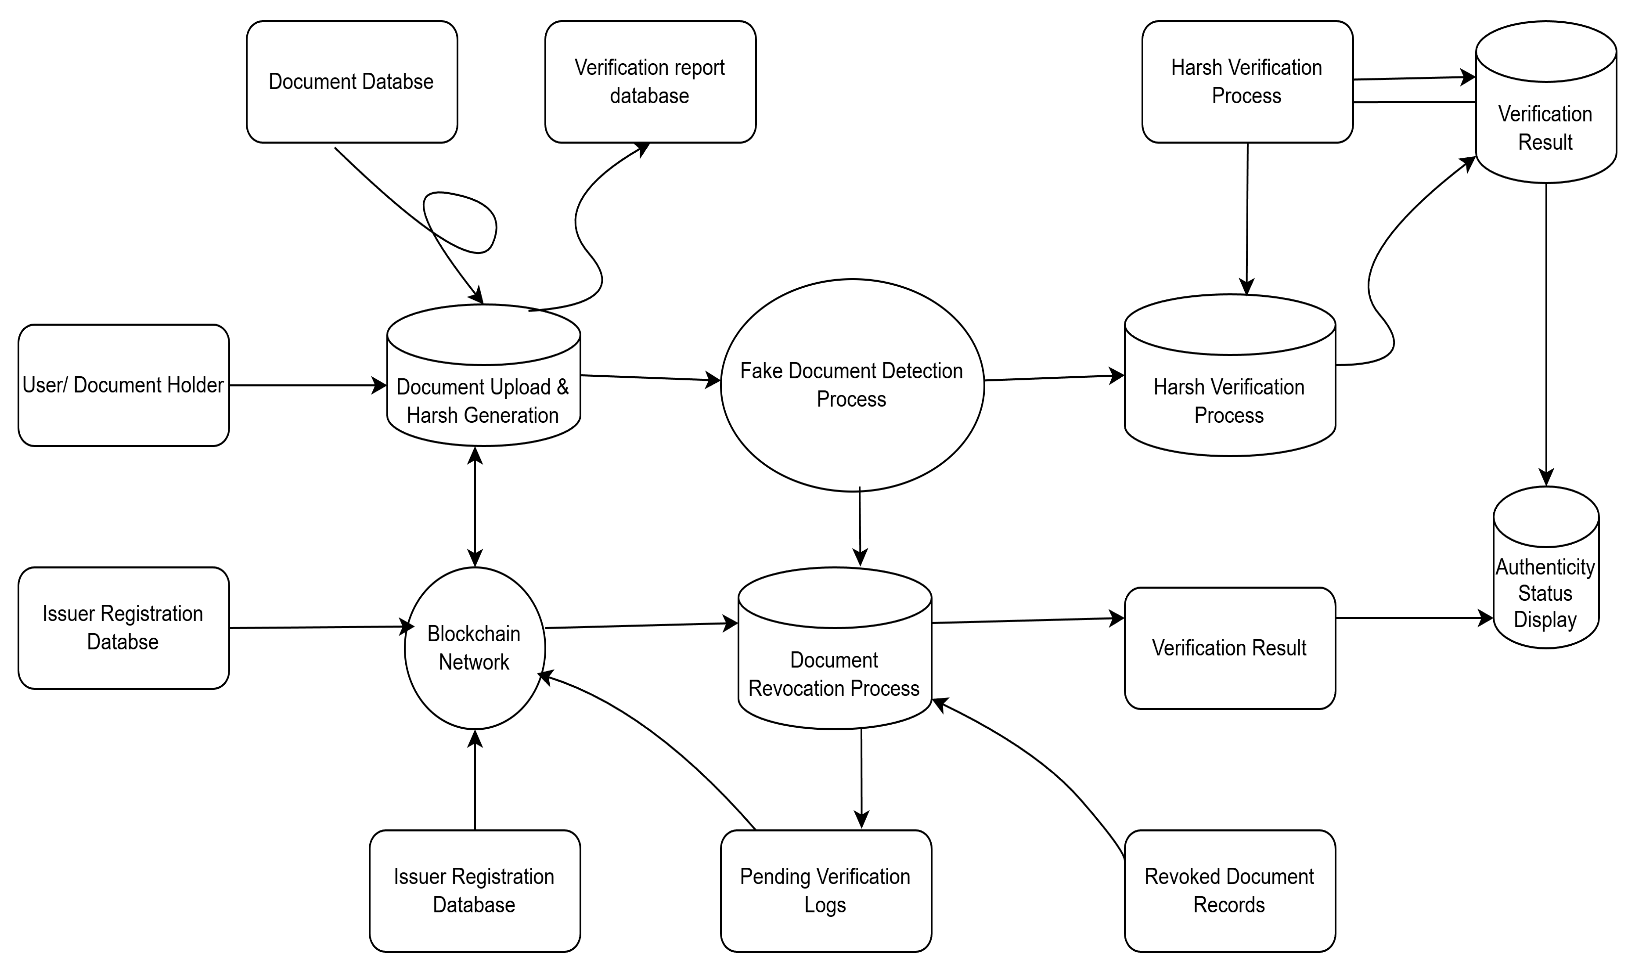 Document Databse
Verification report
database
Harsh Verification
Process
Verification
Result
User/ Document Holder
Document Upload &
Harsh Generation
Fake Document Detection
Process
Harsh Verification
Process
Issuer Registration
Databse
Blockchain
Network
Document
Revocation Process
Verification Result
Authenticity
Status
Display
Issuer Registration
Database
Pending Verification
Logs
Revoked Document
Records